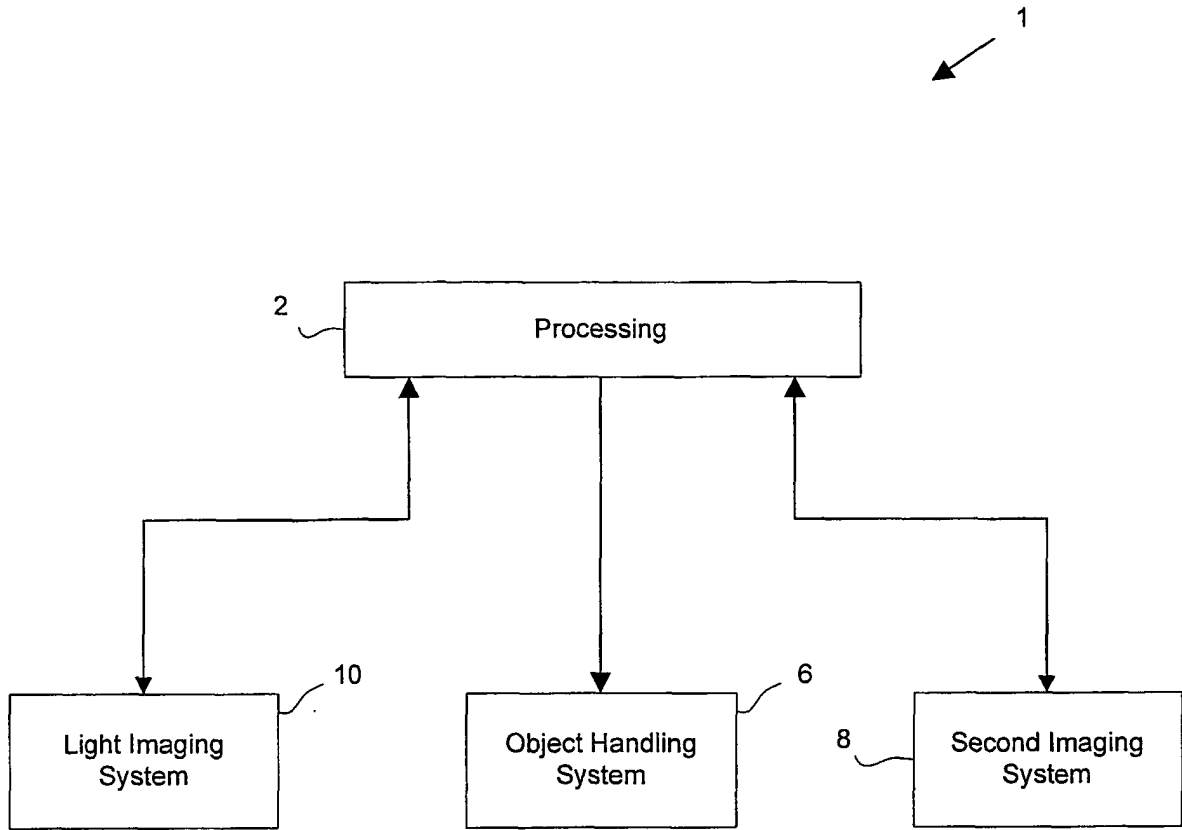 1
2
Processing
10
6
8
Light Imaging
System
Object Handling
System
Second Imaging
System